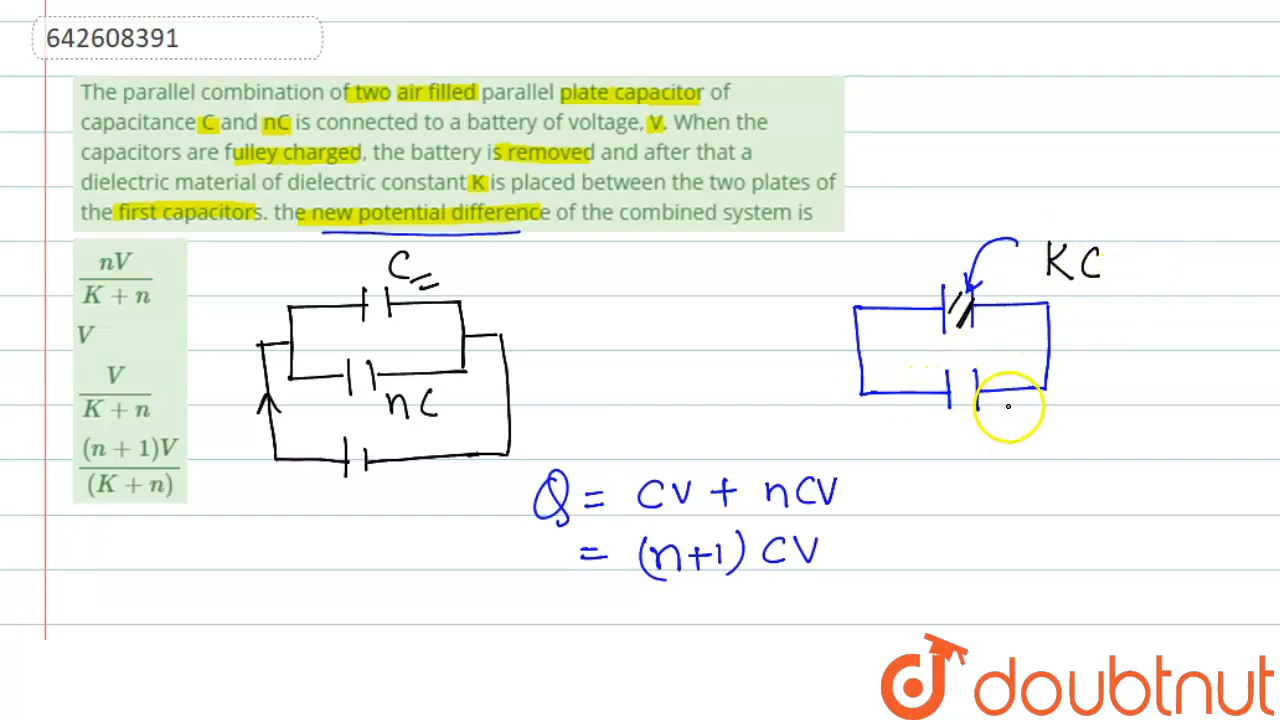 642608391
The parallel combination of two air filled parallel plate capacitor of
capacitance C and nC is connected to a battery of voltage, V. When the
capacitors are fulley charged, the battery is removed and after that a
dielectric material of dielectric constant K is placed between the two plates of
the first capacitors. the new potential difference of the combined system is
nV
K + n
V
V
K + n
(n + 1)V
(K + n)
C
nC
KC
Q = CV + nCV
= (n+1) CV
doubtnut